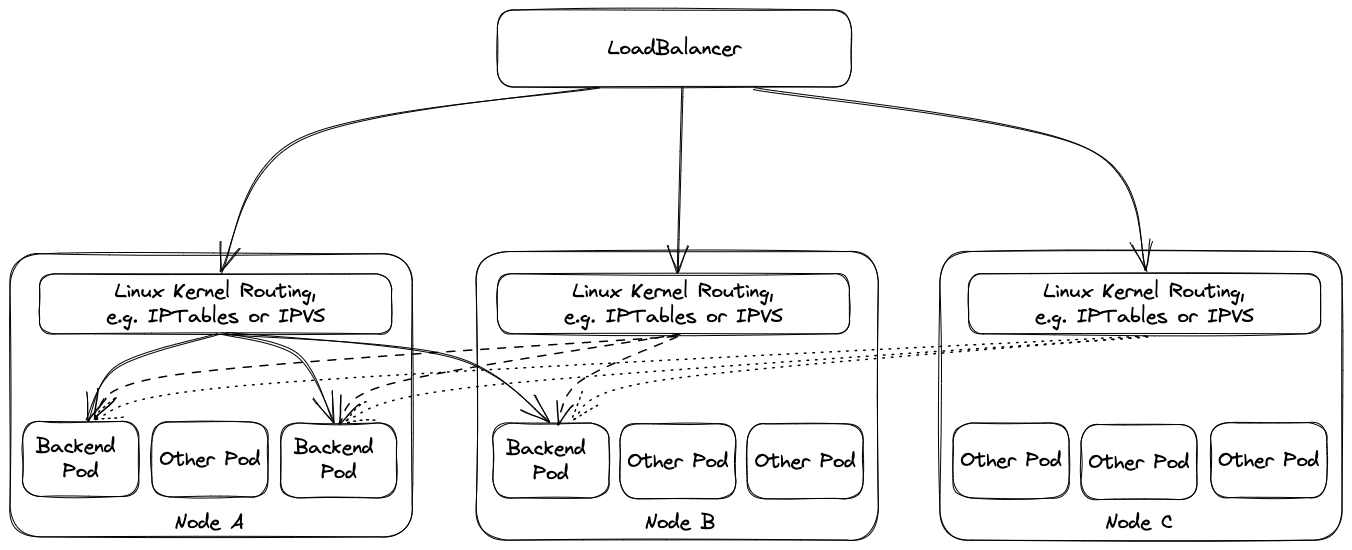 LoadBalancer
Linux Kernel Routing,
e.g. IPTables or IPVS
Linux Kernel Routing,
e.g. IPTables or IPVS
Linux Kernel Routing,
e.g. IPTables or IPVS
Backend
Pod
Other Pod
Backend
Pod
Backend
Pod
Other Pod
Other Pod
Other Pod
Other Pod
Other Pod
Node A
Node B
Node C